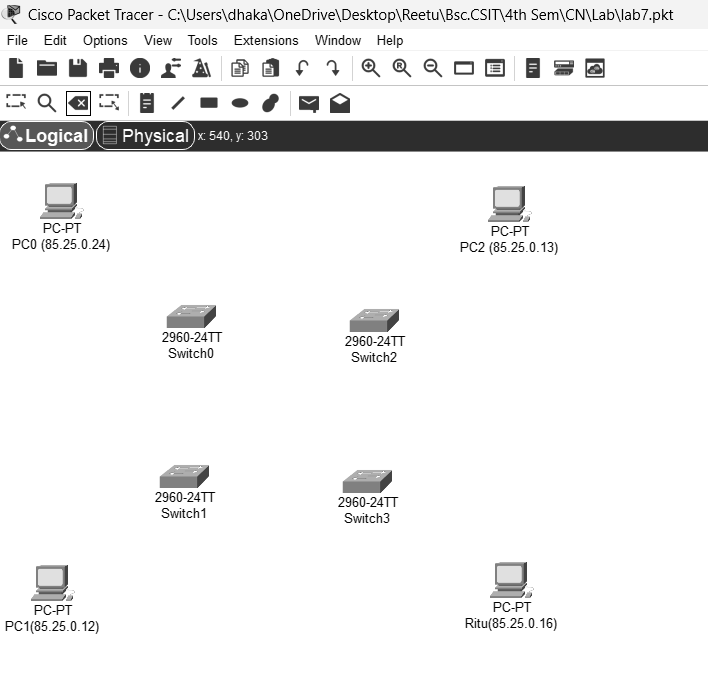 Cisco Packet Tracer - C:\Users\dhaka\OneDrive\Desktop\Reetu\Bsc.CSIT\4th Sem\CN\Lab\lab7.pkt
File Edit Options View Tools Extensions Window Help
Logical Physical x: 540, y: 303
PC-PT
PC0 (85.25.0.24)
PC-PT
PC2 (85.25.0.13)
2960-24TT
Switch0
2960-24TT
Switch2
2960-24TT
Switch1
2960-24TT
Switch3
PC-PT
PC1(85.25.0.12)
PC-PT
Ritu(85.25.0.16)